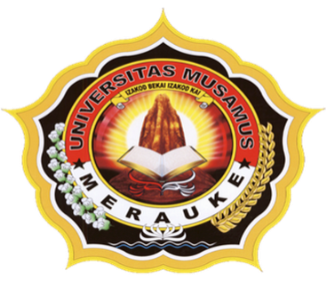 UNIVERSITAS MUSAMUS
IZAKOD BEKAI IZAKOD KAI
MERAUKE